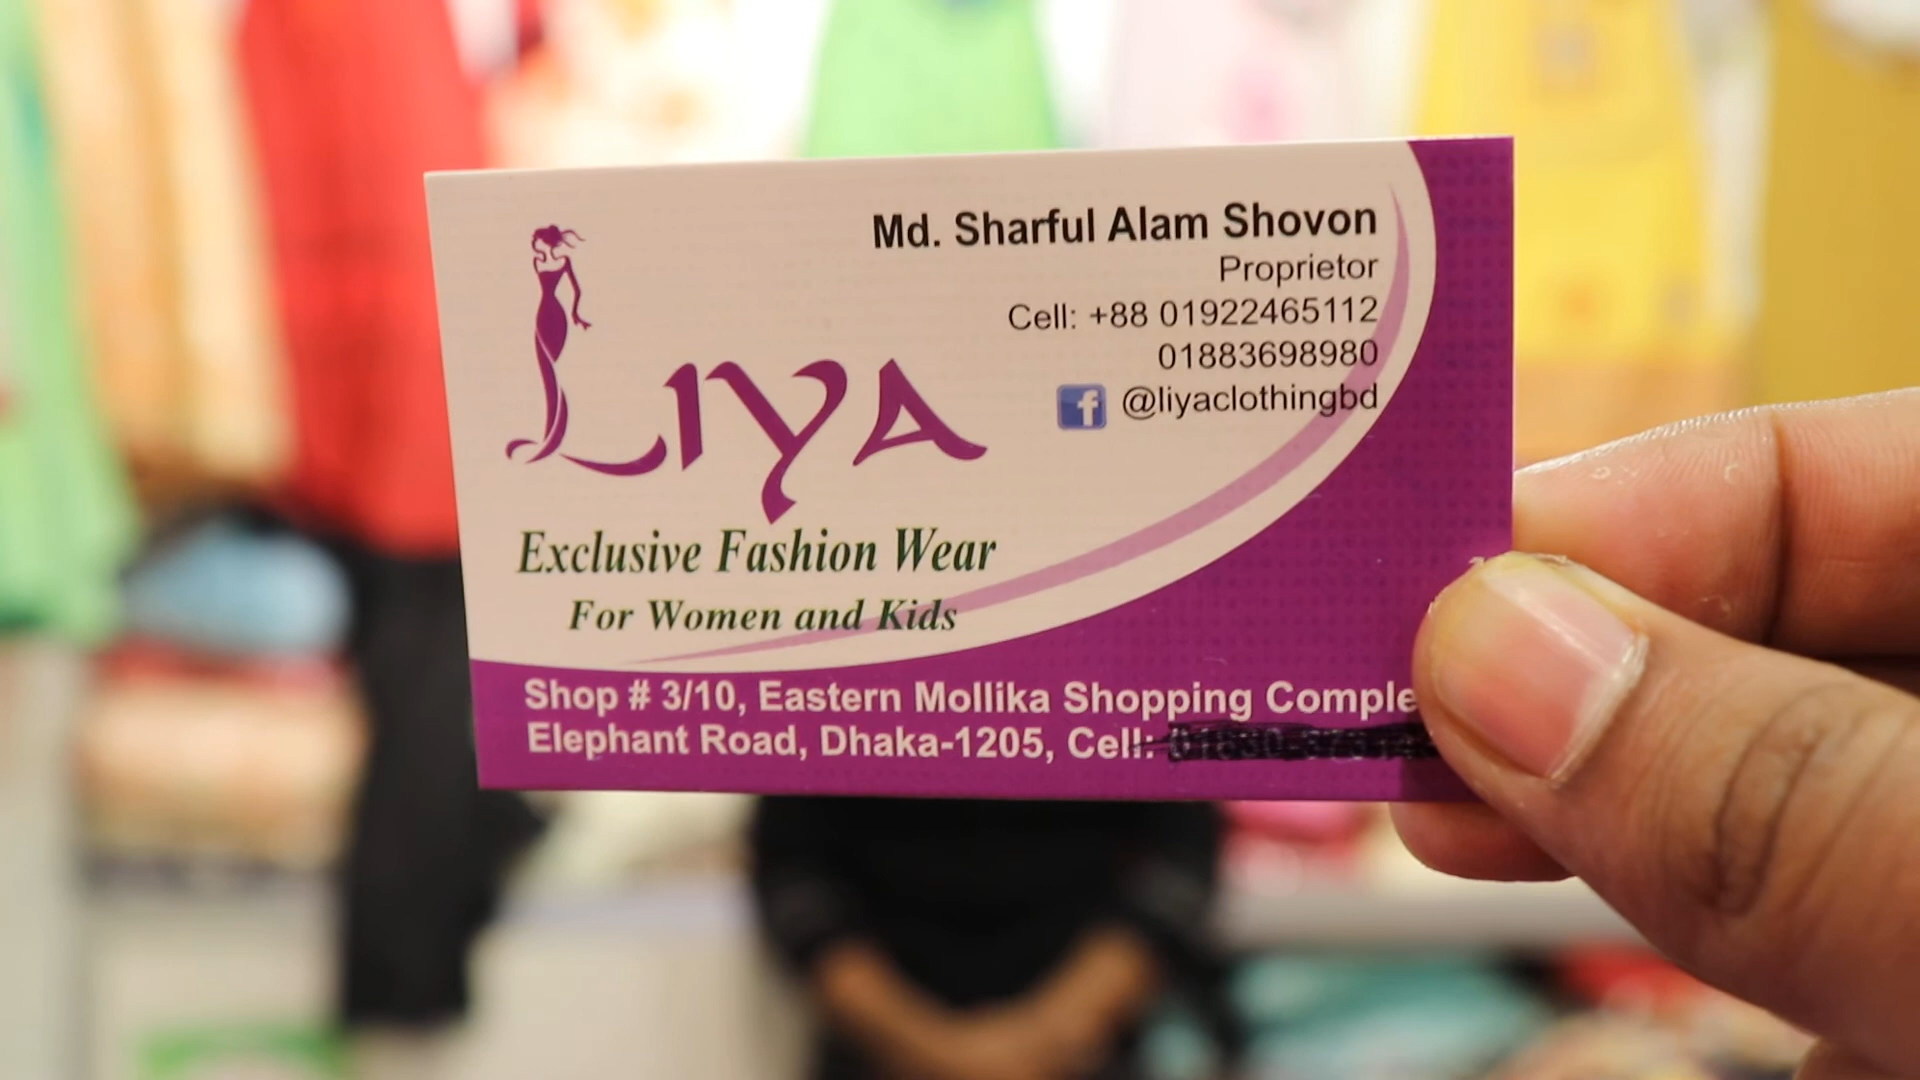 LIYA
Exclusive Fashion Wear
For Women and Kids
Md. Sharful Alam Shovon
Proprietor
Cell: +88 01922465112
01883698980
f @liyaclothingbd
Shop # 3/10, Eastern Mollika Shopping Comple
Elephant Road, Dhaka-1205, Cell: